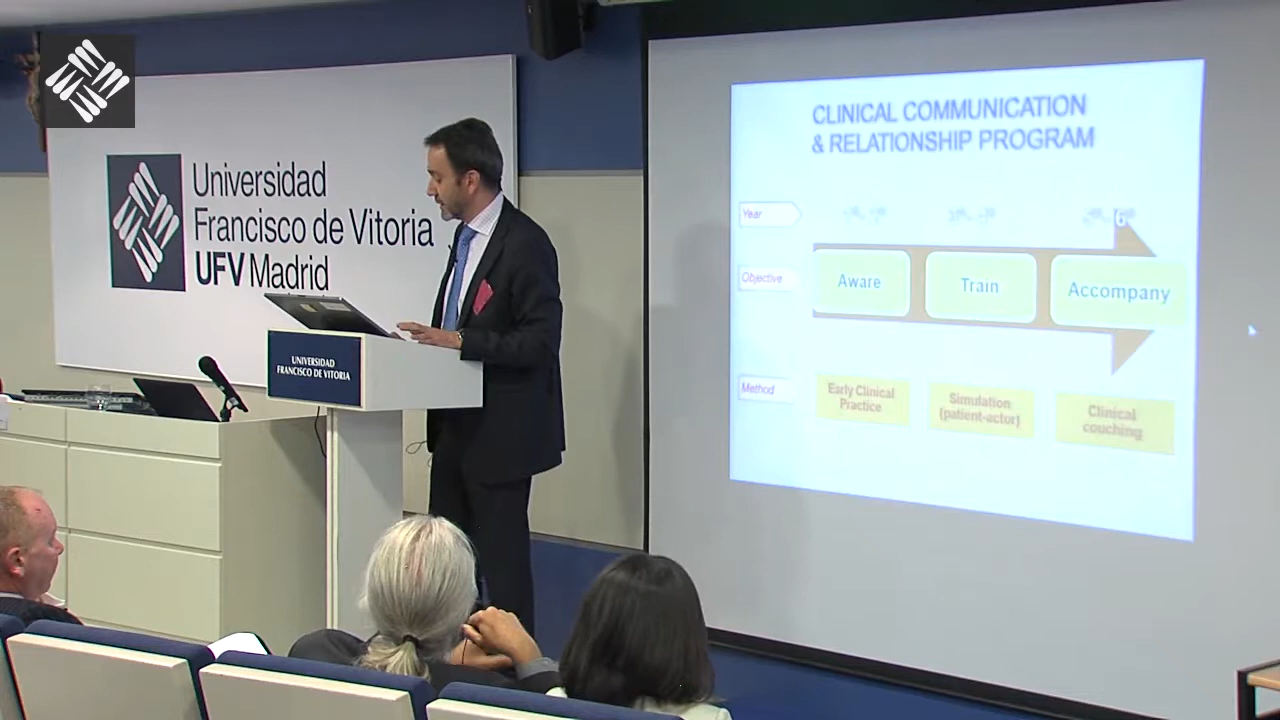 Universidad
Francisco de Vitoria
UFV Madrid
UNIVERSIDAD
FRANCISCO DE VITORIA
CLINICAL COMMUNICATION
& RELATIONSHIP PROGRAM
Year
6
Objective
Aware
Train
Accompany
Method
Early Clinical
Practice
Simulation
(patient-actor)
Clinical
couching